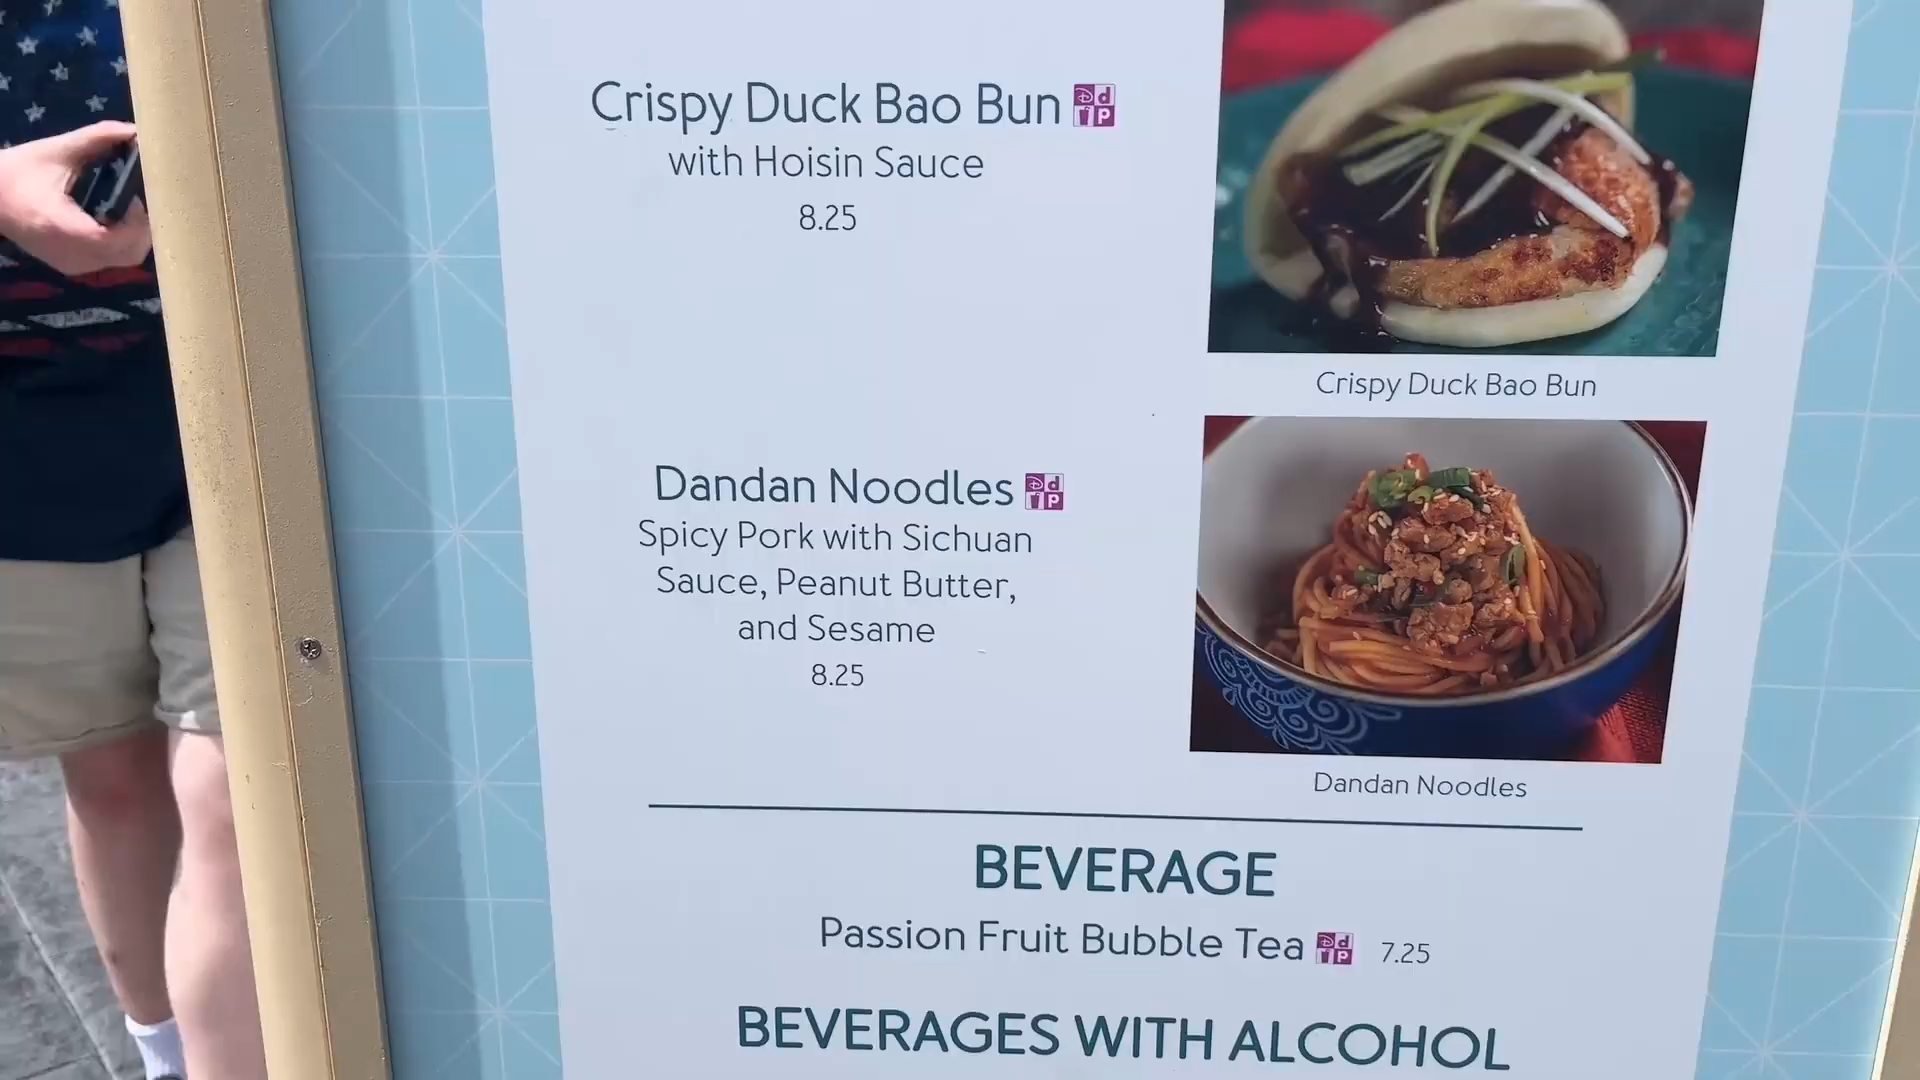 Crispy Duck Bao Bun
with Hoisin Sauce
8.25
Crispy Duck Bao Bun
Dandan Noodles
Spicy Pork with Sichuan
Sauce, Peanut Butter,
and Sesame
8.25
Dandan Noodles
BEVERAGE
Passion Fruit Bubble Tea 7.25
BEVERAGES WITH ALCOHOL